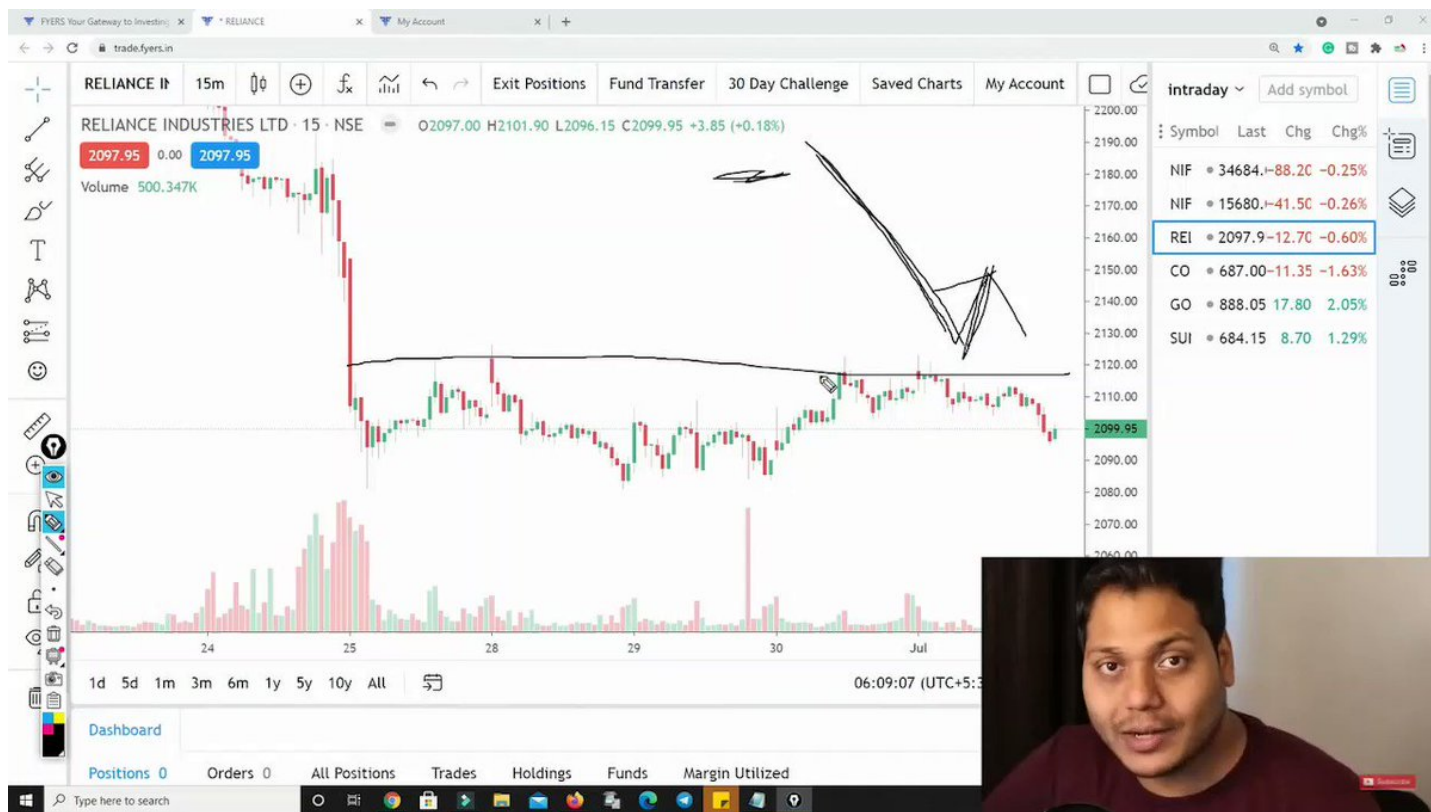 FYERS Your Gateway to Investing
* RELIANCE
My Account
trade.fyers.in
RELIANCE IN
15m
Exit Positions
Fund Transfer
30 Day Challenge
Saved Charts
My Account
RELIANCE INDUSTRIES LTD · 15 · NSE
O2097.00 H2101.90 L2096.15 C2099.95 +3.85 (+0.18%)
2097.95 0.00 2097.95
Volume 500.347K
2200.00
2190.00
2180.00
2170.00
2160.00
2150.00
2140.00
2130.00
2120.00
2110.00
2099.95
2090.00
2080.00
2070.00
2060.00
intraday
Add symbol
Symbol Last Chg Chg%
NIF 34684. -88.20 -0.25%
NIF 15680. -41.50 -0.26%
REL 2097.9 -12.70 -0.60%
CO 687.00 -11.35 -1.63%
GO 888.05 17.80 2.05%
SUI 684.15 8.70 1.29%
24 25 28 29 30 Jul
1d 5d 1m 3m 6m 1y 5y 10y All
06:09:07 (UTC+5:3
Dashboard
Positions 0
Orders 0
All Positions
Trades
Holdings
Funds
Margin Utilized
Type here to search
Subscribe